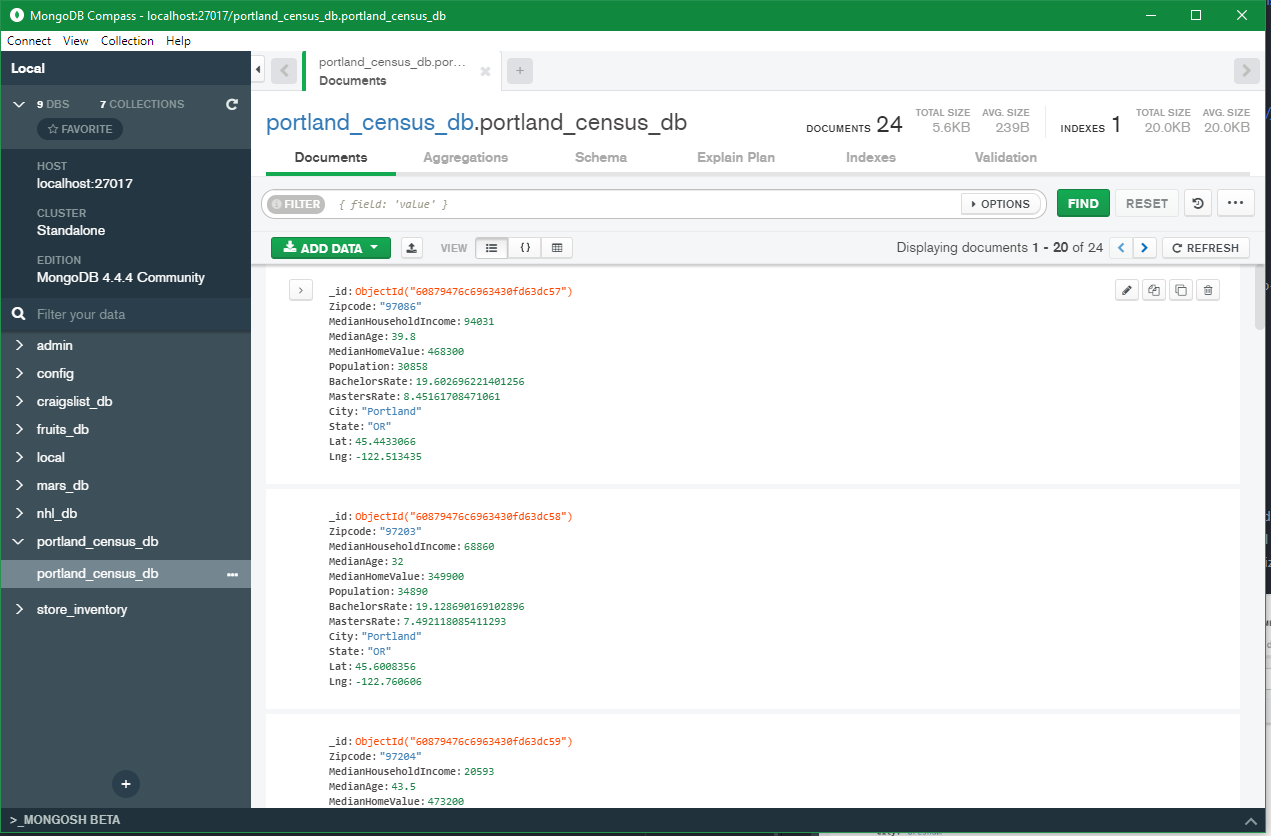 MongoDB Compass - localhost:27017/portland_census_db.portland_census_db
Connect View Collection Help
Local
9 DBS 7 COLLECTIONS
FAVORITE
HOST
localhost:27017
CLUSTER
Standalone
EDITION
MongoDB 4.4.4 Community
Filter your data
admin
config
craigslist_db
fruits_db
local
mars_db
nhl_db
portland_census_db
portland_census_db
store_inventory
>_MONGOSH BETA
portland_census_db.por...
Documents
portland_census_db.portland_census_db
DOCUMENTS 24
TOTAL SIZE 5.6KB
AVG. SIZE 239B
INDEXES 1
TOTAL SIZE 20.0KB
AVG. SIZE 20.0KB
Documents Aggregations Schema Explain Plan Indexes Validation
FILTER { field: 'value' } OPTIONS FIND RESET
ADD DATA VIEW { } Displaying documents 1 - 20 of 24 REFRESH
_id: ObjectId("60879476c6963430fd63dc57")
Zipcode: "97086"
MedianHouseholdIncome: 94031
MedianAge: 39.8
MedianHomeValue: 468300
Population: 30858
BachelorsRate: 19.602696221401256
MastersRate: 8.45161708471061
City: "Portland"
State: "OR"
Lat: 45.4433066
Lng: -122.513435
_id: ObjectId("60879476c6963430fd63dc58")
Zipcode: "97203"
MedianHouseholdIncome: 68860
MedianAge: 32
MedianHomeValue: 349900
Population: 34890
BachelorsRate: 19.128690169102896
MastersRate: 7.492118085411293
City: "Portland"
State: "OR"
Lat: 45.6008356
Lng: -122.760606
_id: ObjectId("60879476c6963430fd63dc59")
Zipcode: "97204"
MedianHouseholdIncome: 20593
MedianAge: 43.5
MedianHomeValue: 473200